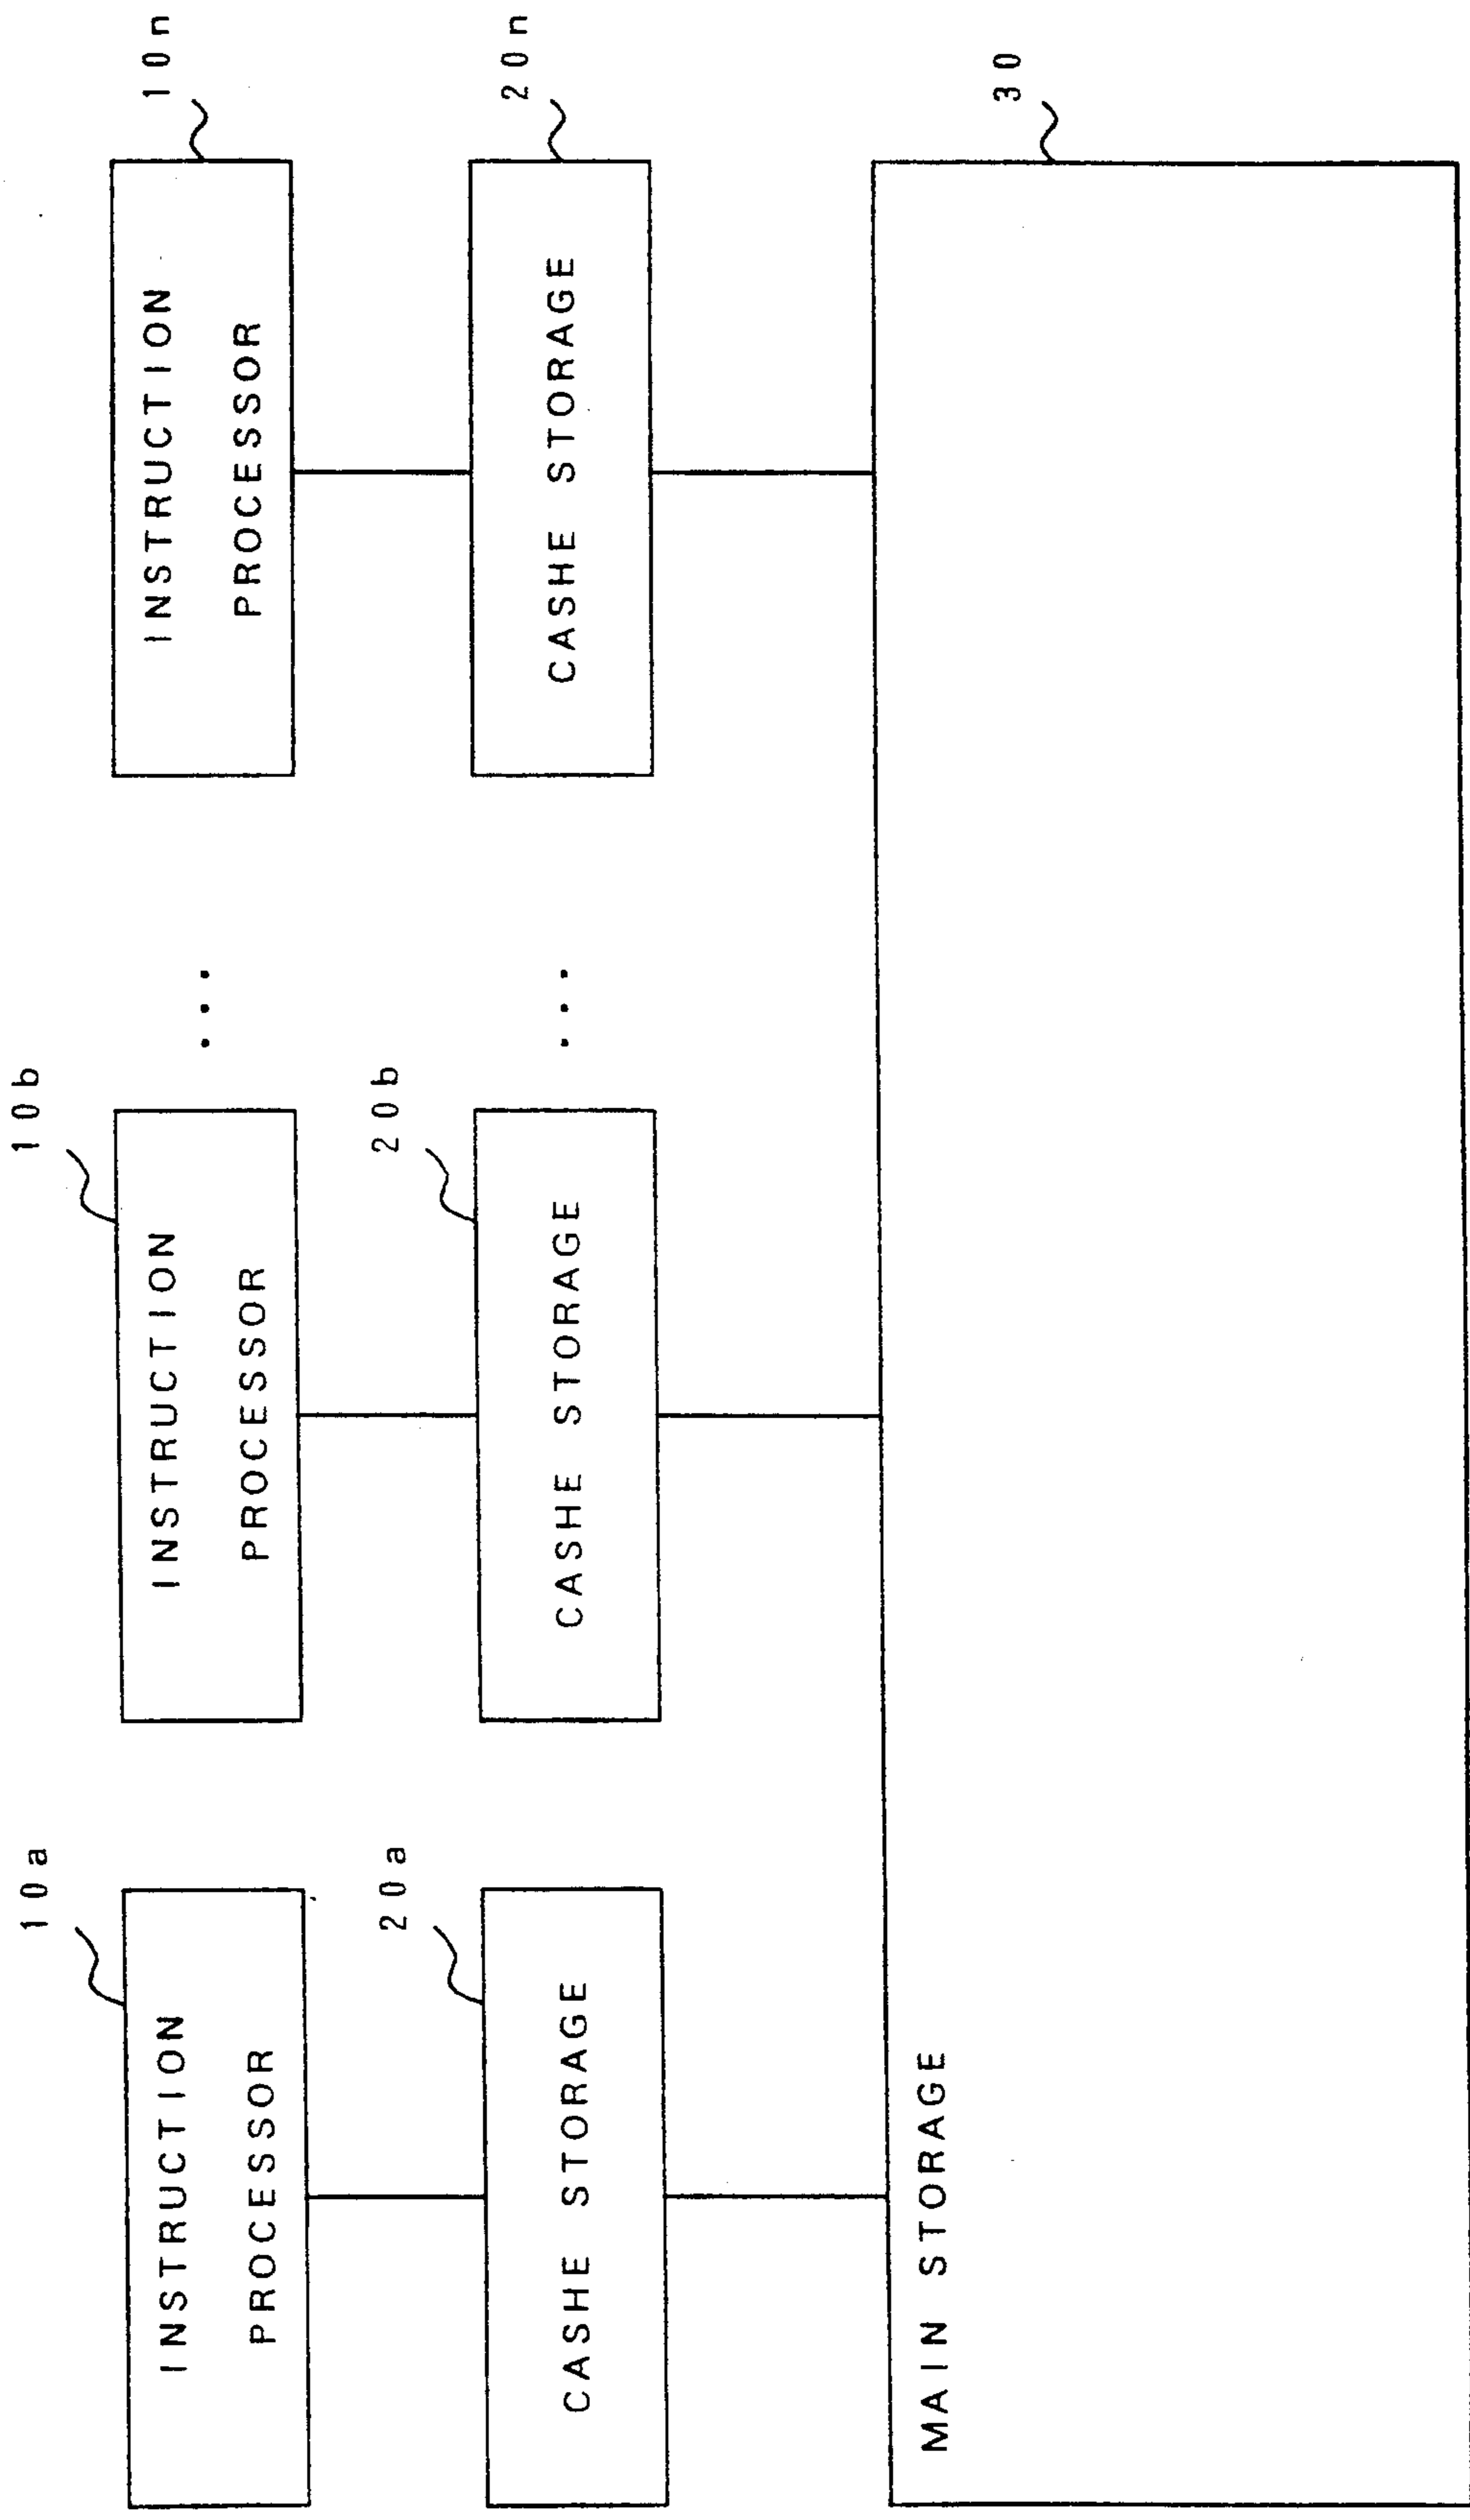 10a
INSTRUCTION
PROCESSOR
10b
INSTRUCTION
PROCESSOR
...
10n
INSTRUCTION
PROCESSOR
20a
CASHE STORAGE
20b
CASHE STORAGE
...
20n
CASHE STORAGE
MAIN STORAGE
30